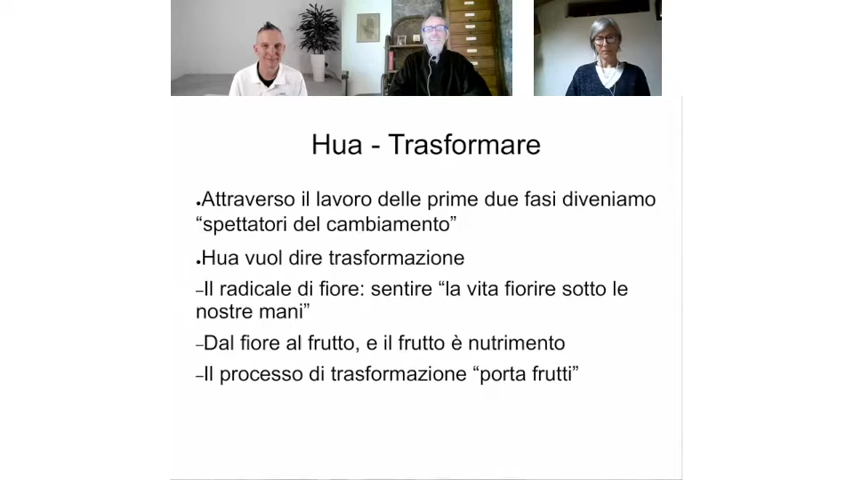 Hua - Trasformare
•Attraverso il lavoro delle prime due fasi diveniamo
“spettatori del cambiamento”
•Hua vuol dire trasformazione
–Il radicale di fiore: sentire “la vita fiorire sotto le
nostre mani”
–Dal fiore al frutto, e il frutto è nutrimento
–Il processo di trasformazione “porta frutti”